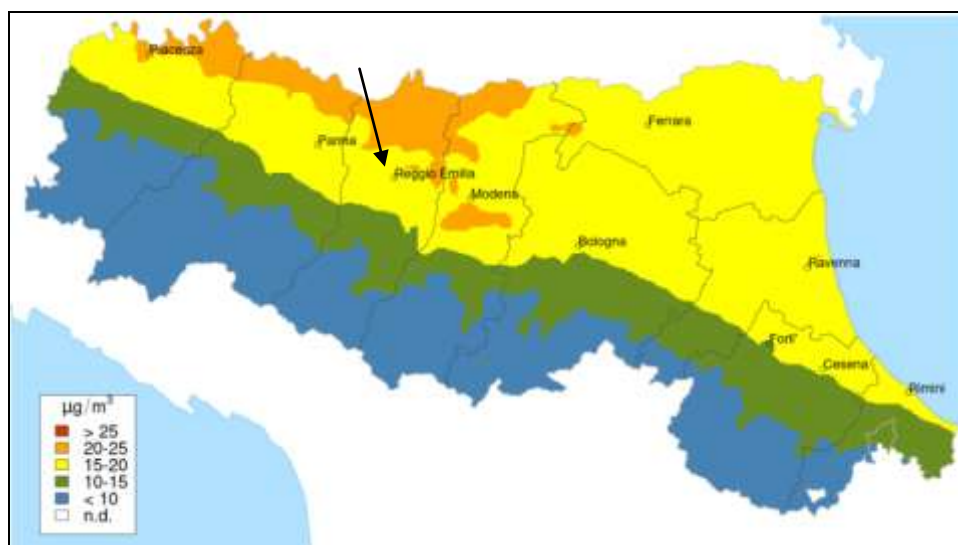 Piacenza
Parma
Ferrara
Reggio Emilia
Modena
Bologna
Ravenna
Forli'
Cesena
Rimini
µg/m³
> 25
20-25
15-20
10-15
< 10
n.d.